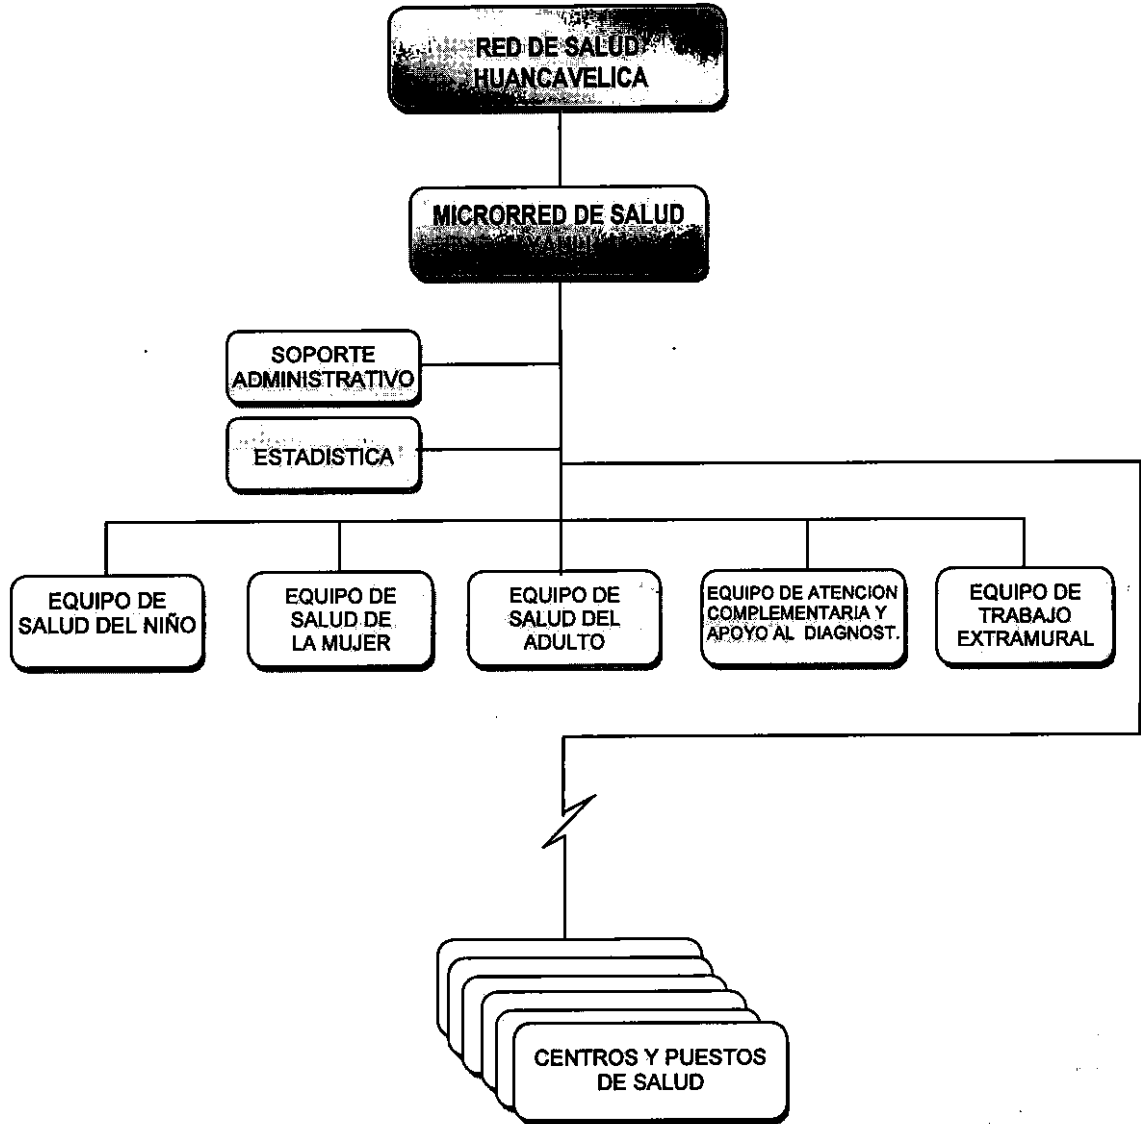 RED DE SALUD
HUANCAVELICA
MICRORRED DE SALUD
SOPORTE
ADMINISTRATIVO
ESTADISTICA
EQUIPO DE
SALUD DEL NIÑO
EQUIPO DE
SALUD DE
LA MUJER
EQUIPO DE
SALUD DEL
ADULTO
EQUIPO DE ATENCION
COMPLEMENTARIA Y
APOYO AL DIAGNOST.
EQUIPO DE
TRABAJO
EXTRAMURAL
CENTROS Y PUESTOS
DE SALUD